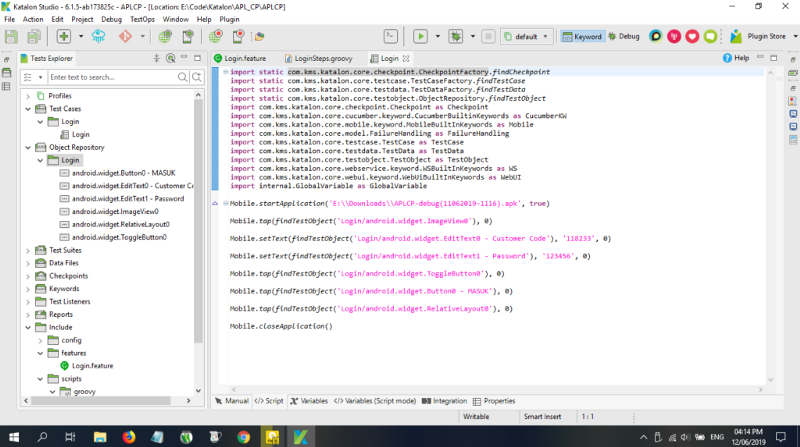 Katalon Studio - 6.1.5-ab173825c - APLCP - [Location: E:\Code\Katalon\APL_CP\APLCP]
File Edit Project Debug TestOps Window Help Plugin
default
Keyword
Debug
Plugin Store
Tests Explorer
Login.feature
LoginSteps.groovy
Login
Help
Enter text to search...
Profiles
Test Cases
Login
Login
Object Repository
Login
android.widget.Button0 - MASUK
android.widget.EditText0 - Customer Code
android.widget.EditText1 - Password
android.widget.ImageView0
android.widget.RelativeLayout0
android.widget.ToggleButton0
Test Suites
Data Files
Checkpoints
Keywords
Test Listeners
Reports
Include
config
features
Login.feature
scripts
groovy
import static com.kms.katalon.core.checkpoint.CheckpointFactory.findCheckpoint
import static com.kms.katalon.core.testcase.TestCaseFactory.findTestCase
import static com.kms.katalon.core.testdata.TestDataFactory.findTestData
import static com.kms.katalon.core.testobject.ObjectRepository.findTestObject
import com.kms.katalon.core.checkpoint.Checkpoint as Checkpoint
import com.kms.katalon.core.cucumber.keyword.CucumberBuiltinKeywords as CucumberKW
import com.kms.katalon.core.mobile.keyword.MobileBuiltInKeywords as Mobile
import com.kms.katalon.core.model.FailureHandling as FailureHandling
import com.kms.katalon.core.testcase.TestCase as TestCase
import com.kms.katalon.core.testdata.TestData as TestData
import com.kms.katalon.core.testobject.TestObject as TestObject
import com.kms.katalon.core.webservice.keyword.WSBuiltInKeywords as WS
import com.kms.katalon.core.webui.keyword.WebUiBuiltInKeywords as WebUI
import internal.GlobalVariable as GlobalVariable
Mobile.startApplication('E:\\Downloads\\APLCP-debug(11062019-1116).apk', true)
Mobile.tap(findTestObject('Login/android.widget.ImageView0'), 0)
Mobile.setText(findTestObject('Login/android.widget.EditText0 - Customer Code'), '118233', 0)
Mobile.setText(findTestObject('Login/android.widget.EditText1 - Password'), '123456', 0)
Mobile.tap(findTestObject('Login/android.widget.ToggleButton0'), 0)
Mobile.tap(findTestObject('Login/android.widget.Button0 - MASUK'), 0)
Mobile.tap(findTestObject('Login/android.widget.RelativeLayout0'), 0)
Mobile.closeApplication()
Manual </> Script Variables </> Variables (Script mode) Integration Properties
Writable Smart Insert 1 : 1
ENG
04:14 PM
12/06/2019